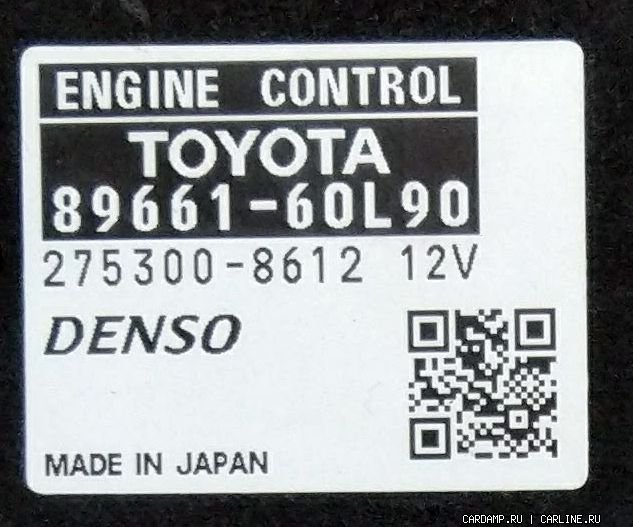 ENGINE CONTROL
TOYOTA
89661-60L90
275300-8612 12V
DENSO
MADE IN JAPAN
CARDAMP.RU | CARLINE.RU